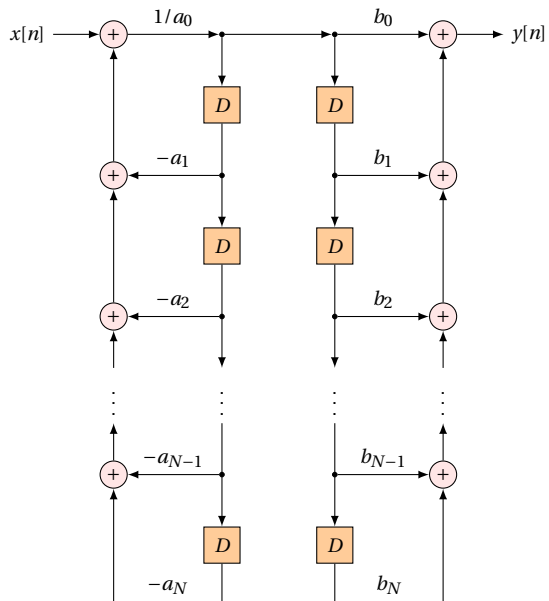 x[n] + 1/a₀ b₀ + y[n]
D D
+ −a₁ b₁ +
D D
+ −a₂ b₂ +
⋮ ⋮ ⋮ ⋮
+ −a_{N−1} b_{N−1} +
D D
−a_N b_N